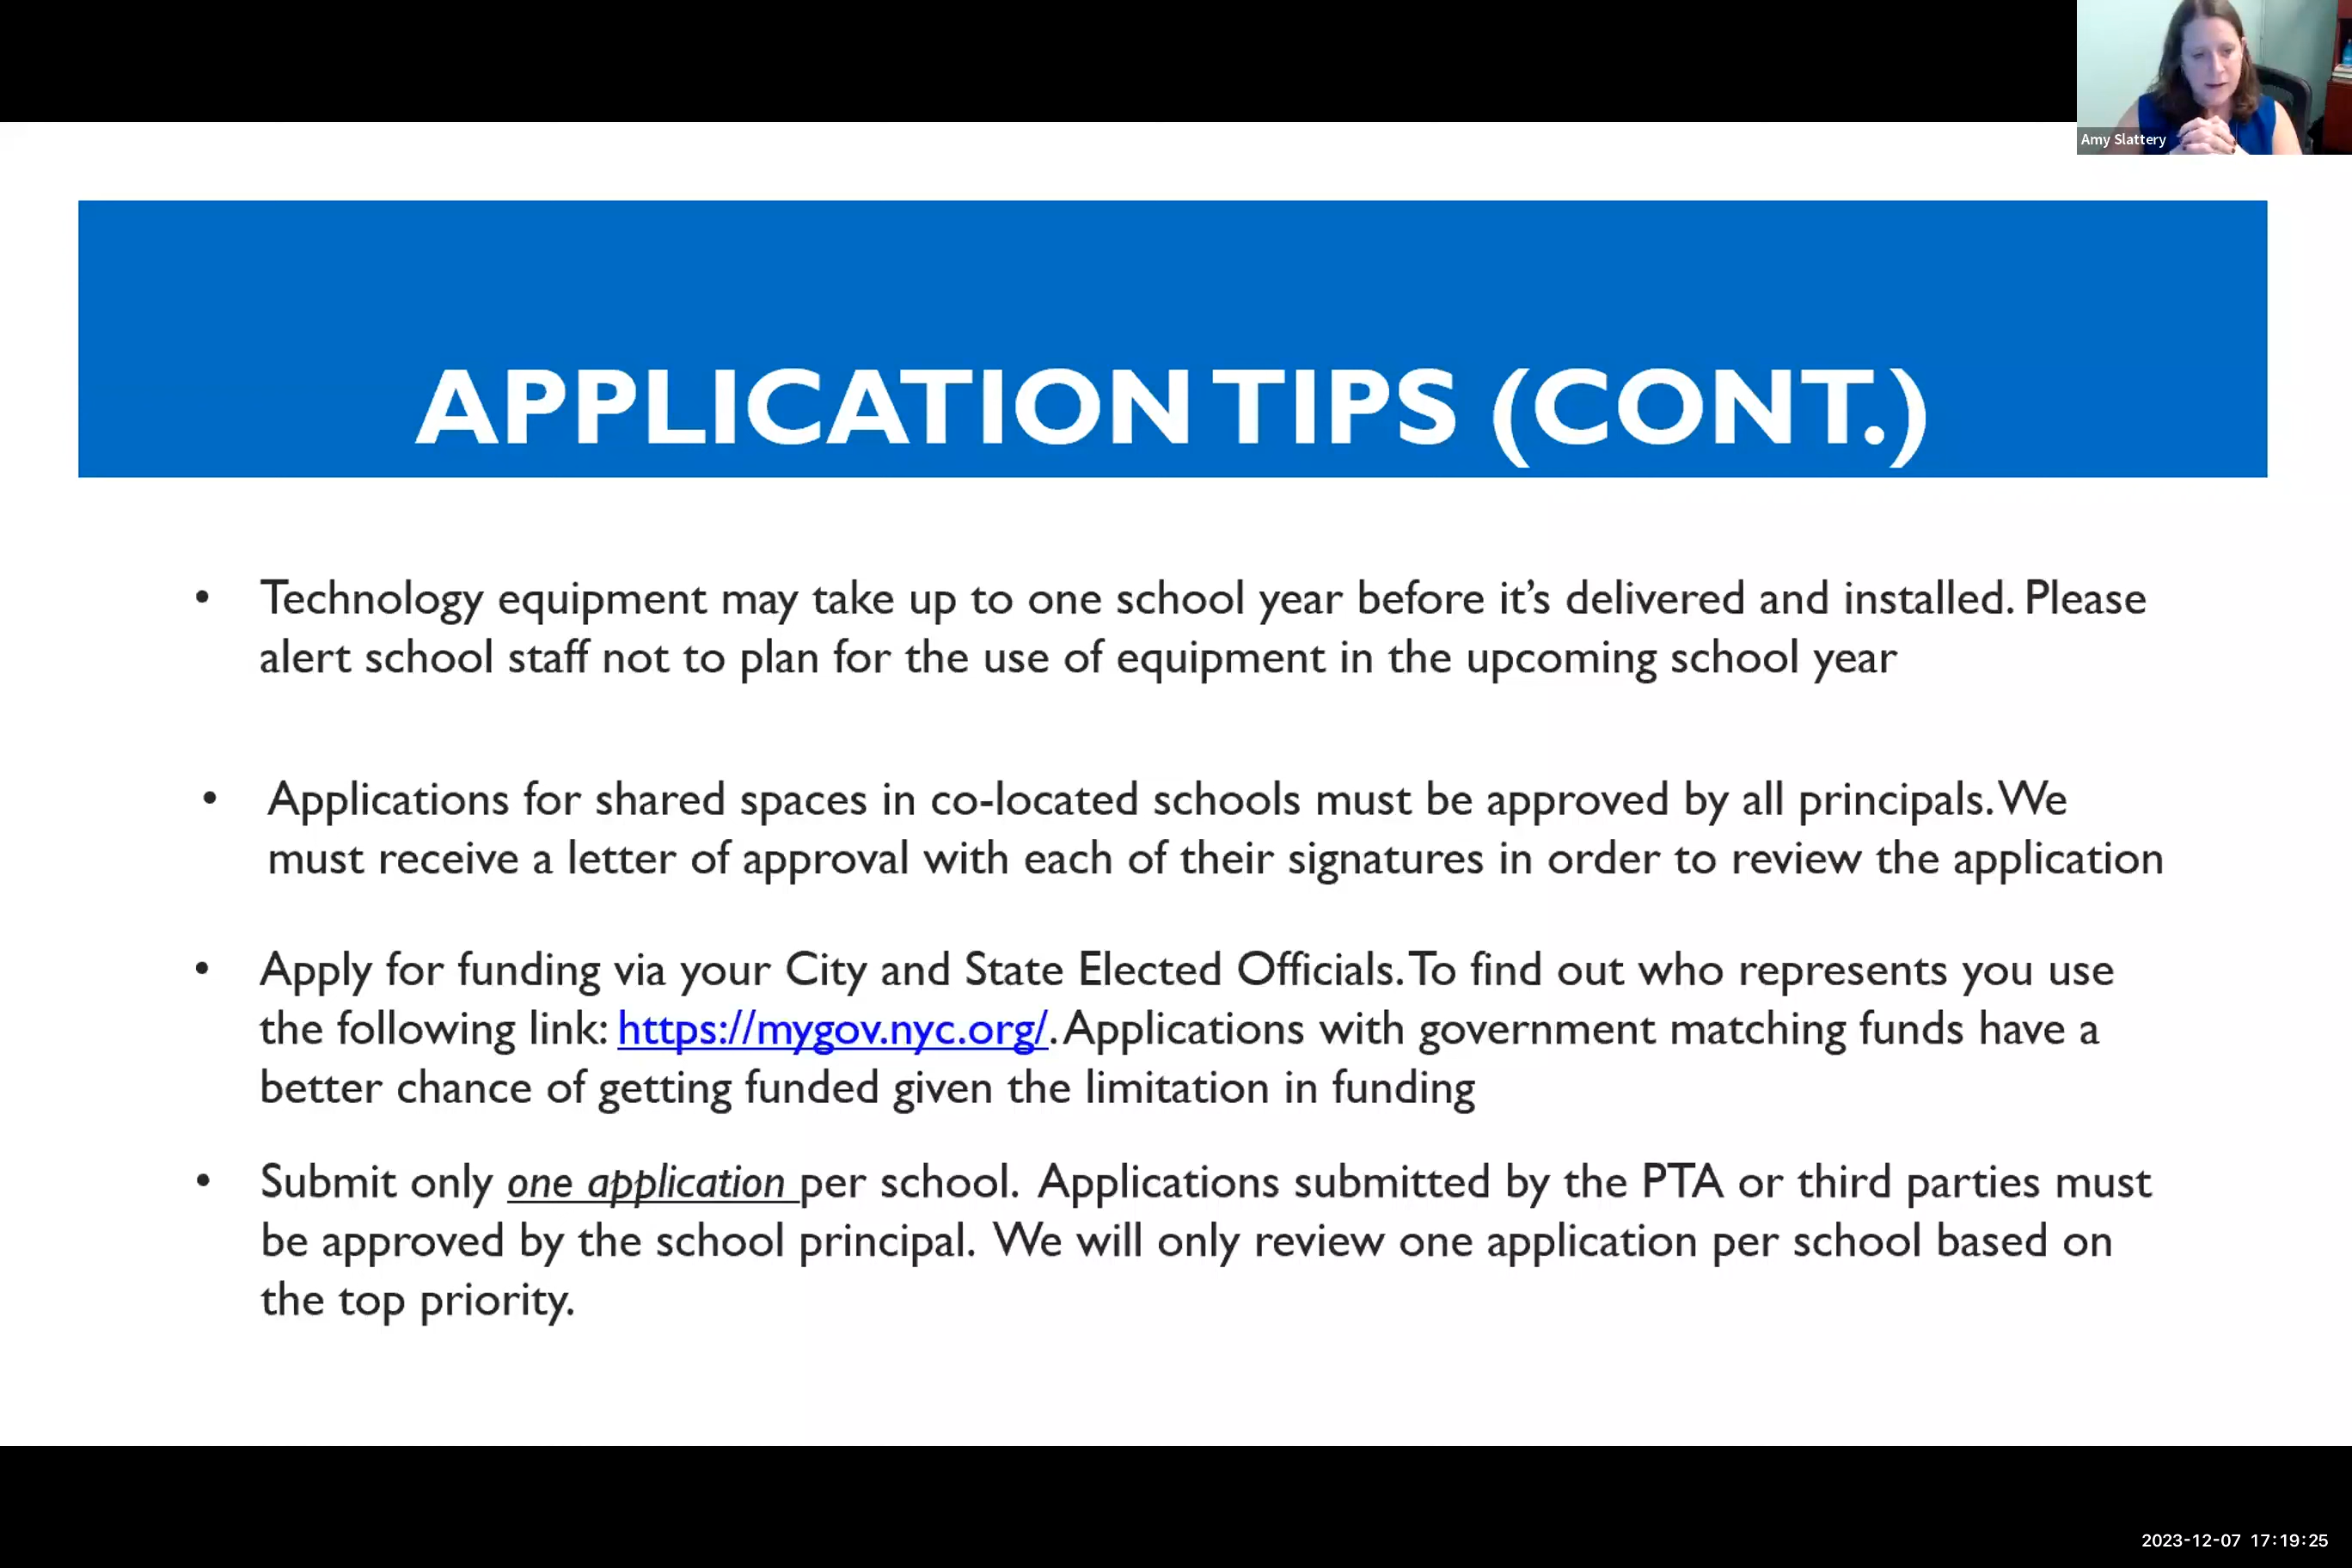 Amy Slattery
APPLICATION TIPS (CONT.)
• Technology equipment may take up to one school year before it’s delivered and installed. Please
alert school staff not to plan for the use of equipment in the upcoming school year
• Applications for shared spaces in co-located schools must be approved by all principals. We
must receive a letter of approval with each of their signatures in order to review the application
• Apply for funding via your City and State Elected Officials. To find out who represents you use
the following link: https://mygov.nyc.org/. Applications with government matching funds have a
better chance of getting funded given the limitation in funding
• Submit only one application per school. Applications submitted by the PTA or third parties must
be approved by the school principal. We will only review one application per school based on
the top priority.
2023-12-07 17:19:25